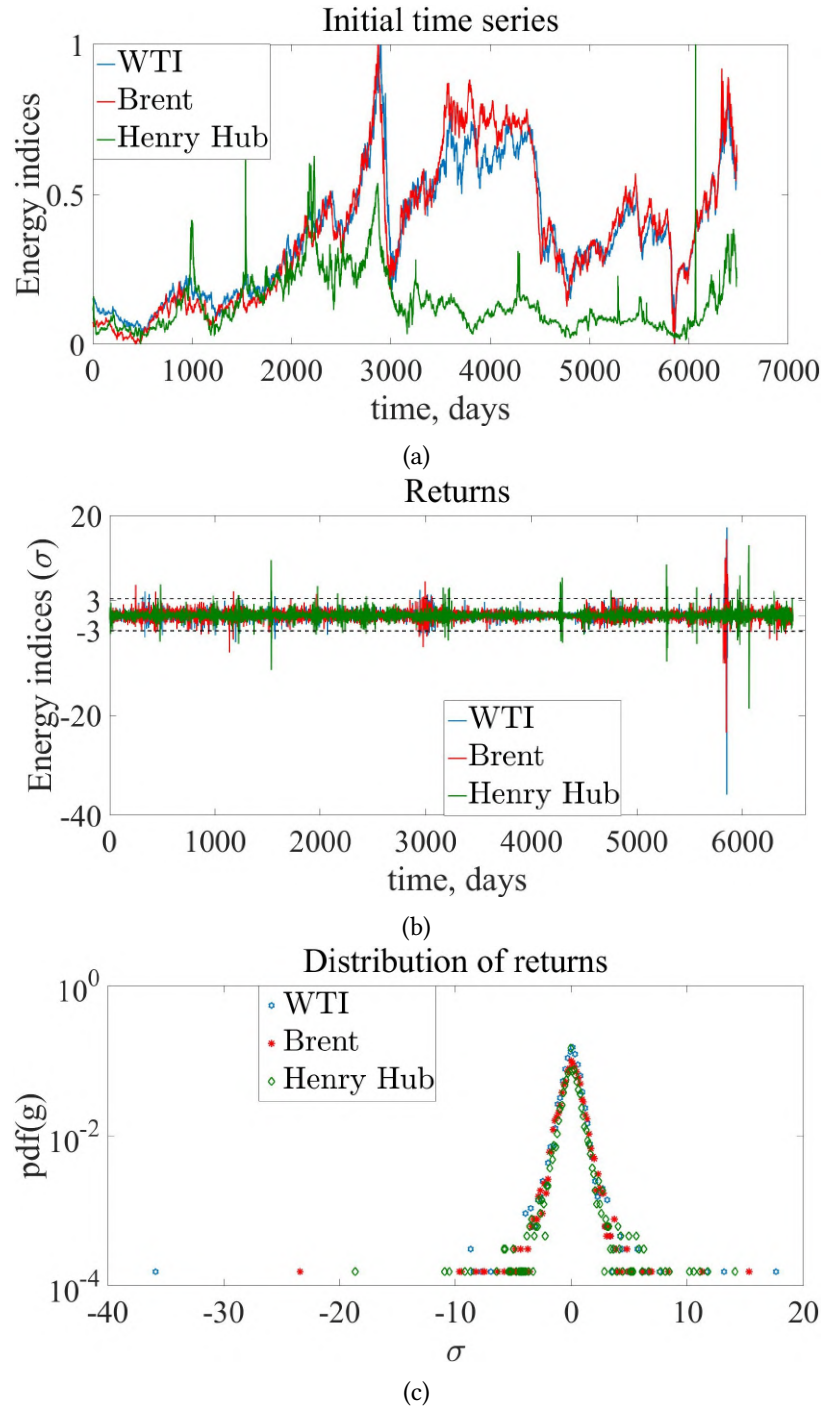 Initial time series
1
0.5
0
Energy indices
WTI
Brent
Henry Hub
0 1000 2000 3000 4000 5000 6000 7000
time, days
(a)
Returns
20
3
-3
-20
-40
Energy indices (σ)
WTI
Brent
Henry Hub
0 1000 2000 3000 4000 5000 6000
time, days
(b)
Distribution of returns
10^0
10^-2
10^-4
pdf(g)
WTI
Brent
Henry Hub
-40 -30 -20 -10 0 10 20
σ
(c)